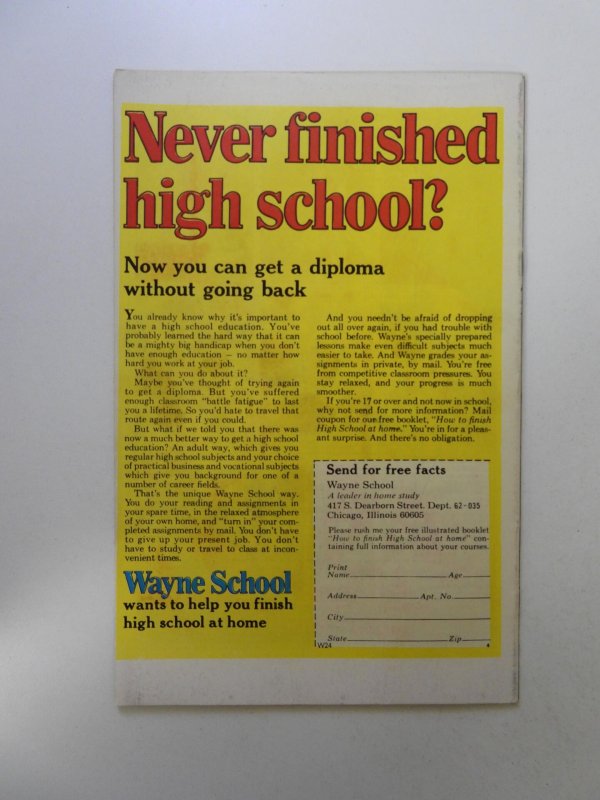 Never finished
high school?
Now you can get a diploma
without going back
You already know why it's important to
have a high school education. You've
probably learned the hard way that it can
be a mighty big handicap when you don't
have enough education — no matter how
hard you work at your job.
What can you do about it?
Maybe you've thought of trying again
to get a diploma. But you've suffered
enough classroom "battle fatigue" to last
you a lifetime. So you'd hate to travel that
route again even if you could.
But what if we told you that there was
now a much better way to get a high school
education? An adult way, which gives you
regular high school subjects and your choice
of practical business and vocational subjects
which give you background for one of a
number of career fields.
That's the unique Wayne School way.
You do your reading and assignments in
your spare time, in the relaxed atmosphere
of your own home, and "turn in" your com-
pleted assignments by mail. You don't have
to give up your present job. You don't
have to study or travel to class at incon-
venient times.
Wayne School
wants to help you finish
high school at home
And you needn't be afraid of dropping
out all over again, if you had trouble with
school before. Wayne's specially prepared
lessons make even difficult subjects much
easier to take. And Wayne grades your as-
signments in private, by mail. You're free
from competitive classroom pressures. You
stay relaxed, and your progress is much
smoother.
If you're 17 or over and not now in school,
why not send for more information? Mail
coupon for our free booklet, "How to finish
High School at home." You're in for a pleas-
ant surprise. And there's no obligation.
Send for free facts
Wayne School
A leader in home study
417 S. Dearborn Street. Dept. 62-035
Chicago, Illinois 60605
Please rush me your free illustrated booklet
"How to finish High School at home" con-
taining full information about your courses.
Print
Name Age
Address Apt. No.
City
State Zip
W24 4